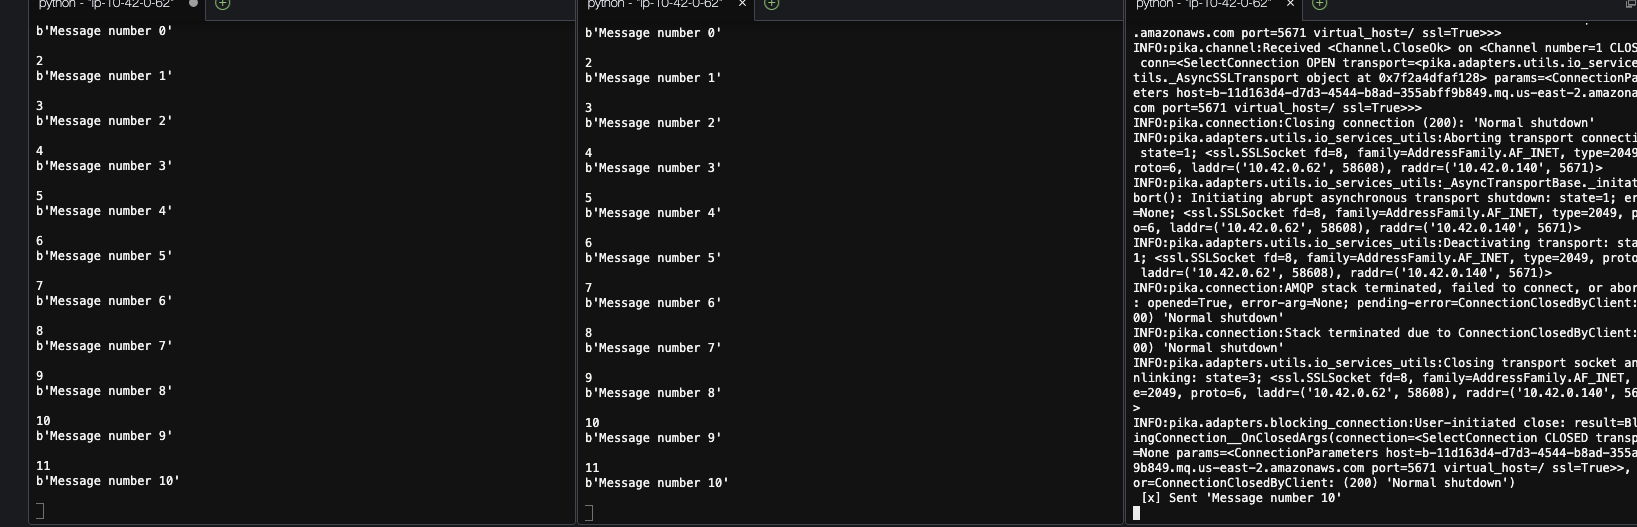 python - "ip-10-42-0-62"
b'Message number 0'
2
b'Message number 1'
3
b'Message number 2'
4
b'Message number 3'
5
b'Message number 4'
6
b'Message number 5'
7
b'Message number 6'
8
b'Message number 7'
9
b'Message number 8'
10
b'Message number 9'
11
b'Message number 10'
python - "ip-10-42-0-62" ×
b'Message number 0'
2
b'Message number 1'
3
b'Message number 2'
4
b'Message number 3'
5
b'Message number 4'
6
b'Message number 5'
7
b'Message number 6'
8
b'Message number 7'
9
b'Message number 8'
10
b'Message number 9'
11
b'Message number 10'
python - "ip-10-42-0-62" ×
.amazonaws.com port=5671 virtual_host=/ ssl=True>>>
INFO:pika.channel:Received <Channel.CloseOk> on <Channel number=1 CLOS
conn=<SelectConnection OPEN transport=<pika.adapters.utils.io_service
tils._AsyncSSLTransport object at 0x7f2a4dfaf128> params=<ConnectionPa
eters host=b-11d163d4-d7d3-4544-b8ad-355abff9b849.mq.us-east-2.amazona
com port=5671 virtual_host=/ ssl=True>>>
INFO:pika.connection:Closing connection (200): 'Normal shutdown'
INFO:pika.adapters.utils.io_services_utils:Aborting transport connecti
state=1; <ssl.SSLSocket fd=8, family=AddressFamily.AF_INET, type=2049
roto=6, laddr=('10.42.0.62', 58608), raddr=('10.42.0.140', 5671)>
INFO:pika.adapters.utils.io_services_utils:_AsyncTransportBase._initat
bort(): Initiating abrupt asynchronous transport shutdown: state=1; er
=None; <ssl.SSLSocket fd=8, family=AddressFamily.AF_INET, type=2049, p
o=6, laddr=('10.42.0.62', 58608), raddr=('10.42.0.140', 5671)>
INFO:pika.adapters.utils.io_services_utils:Deactivating transport: sta
1; <ssl.SSLSocket fd=8, family=AddressFamily.AF_INET, type=2049, proto
laddr=('10.42.0.62', 58608), raddr=('10.42.0.140', 5671)>
INFO:pika.connection:AMQP stack terminated, failed to connect, or abor
: opened=True, error-arg=None; pending-error=ConnectionClosedByClient:
00) 'Normal shutdown'
INFO:pika.connection:Stack terminated due to ConnectionClosedByClient:
00) 'Normal shutdown'
INFO:pika.adapters.utils.io_services_utils:Closing transport socket an
nlinking: state=3; <ssl.SSLSocket fd=8, family=AddressFamily.AF_INET,
e=2049, proto=6, laddr=('10.42.0.62', 58608), raddr=('10.42.0.140', 56
>
INFO:pika.adapters.blocking_connection:User-initiated close: result=Bl
ingConnection__OnClosedArgs(connection=<SelectConnection CLOSED transp
=None params=<ConnectionParameters host=b-11d163d4-d7d3-4544-b8ad-355a
9b849.mq.us-east-2.amazonaws.com port=5671 virtual_host=/ ssl=True>>,
or=ConnectionClosedByClient: (200) 'Normal shutdown')
[x] Sent 'Message number 10'